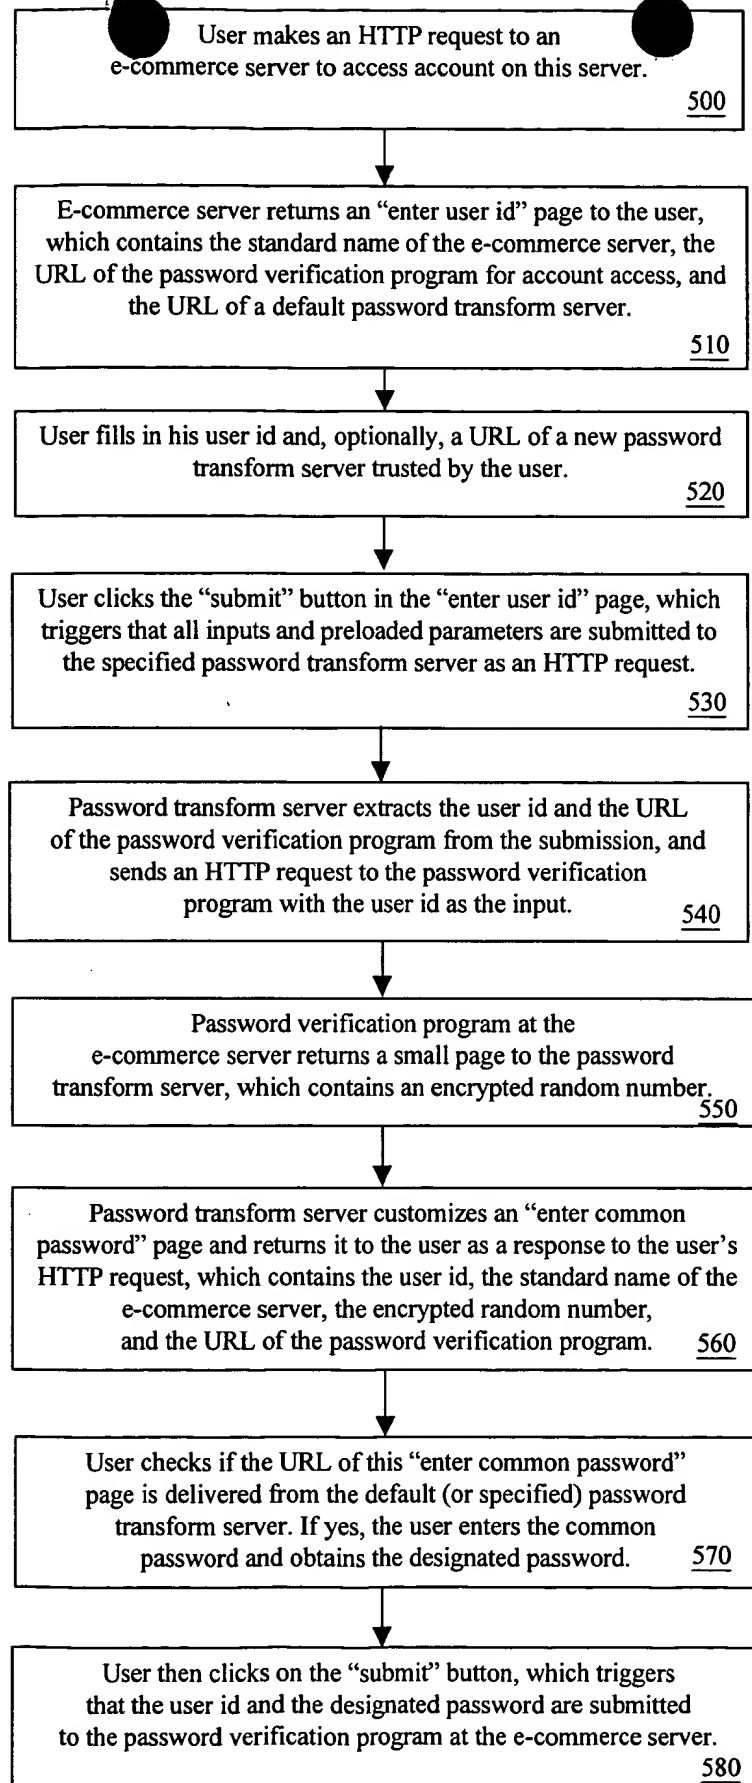 User makes an HTTP request to an
e-commerce server to access account on this server.
500
E-commerce server returns an “enter user id” page to the user,
which contains the standard name of the e-commerce server, the
URL of the password verification program for account access, and
the URL of a default password transform server.
510
User fills in his user id and, optionally, a URL of a new password
transform server trusted by the user.
520
User clicks the “submit” button in the “enter user id” page, which
triggers that all inputs and preloaded parameters are submitted to
the specified password transform server as an HTTP request.
530
Password transform server extracts the user id and the URL
of the password verification program from the submission, and
sends an HTTP request to the password verification
program with the user id as the input.
540
Password verification program at the
e-commerce server returns a small page to the password
transform server, which contains an encrypted random number.
550
Password transform server customizes an “enter common
password” page and returns it to the user as a response to the user's
HTTP request, which contains the user id, the standard name of the
e-commerce server, the encrypted random number,
and the URL of the password verification program.
560
User checks if the URL of this “enter common password”
page is delivered from the default (or specified) password
transform server. If yes, the user enters the common
password and obtains the designated password.
570
User then clicks on the “submit” button, which triggers
that the user id and the designated password are submitted
to the password verification program at the e-commerce server.
580